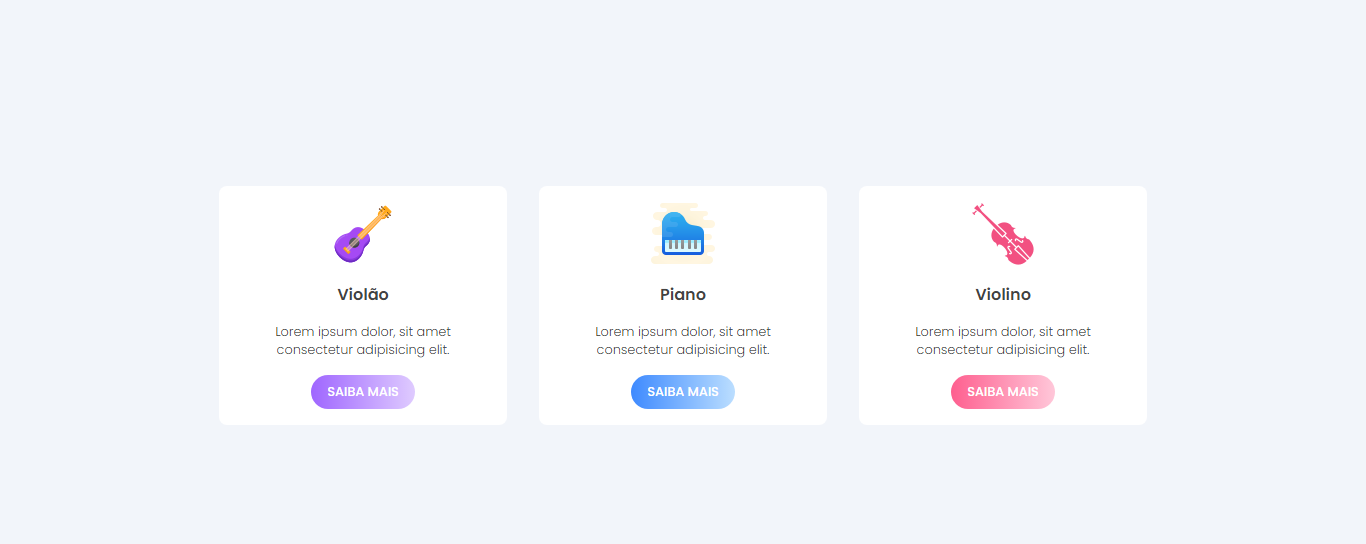 Violão
Lorem ipsum dolor, sit amet
consectetur adipisicing elit.
SAIBA MAIS
Piano
Lorem ipsum dolor, sit amet
consectetur adipisicing elit.
SAIBA MAIS
Violino
Lorem ipsum dolor, sit amet
consectetur adipisicing elit.
SAIBA MAIS